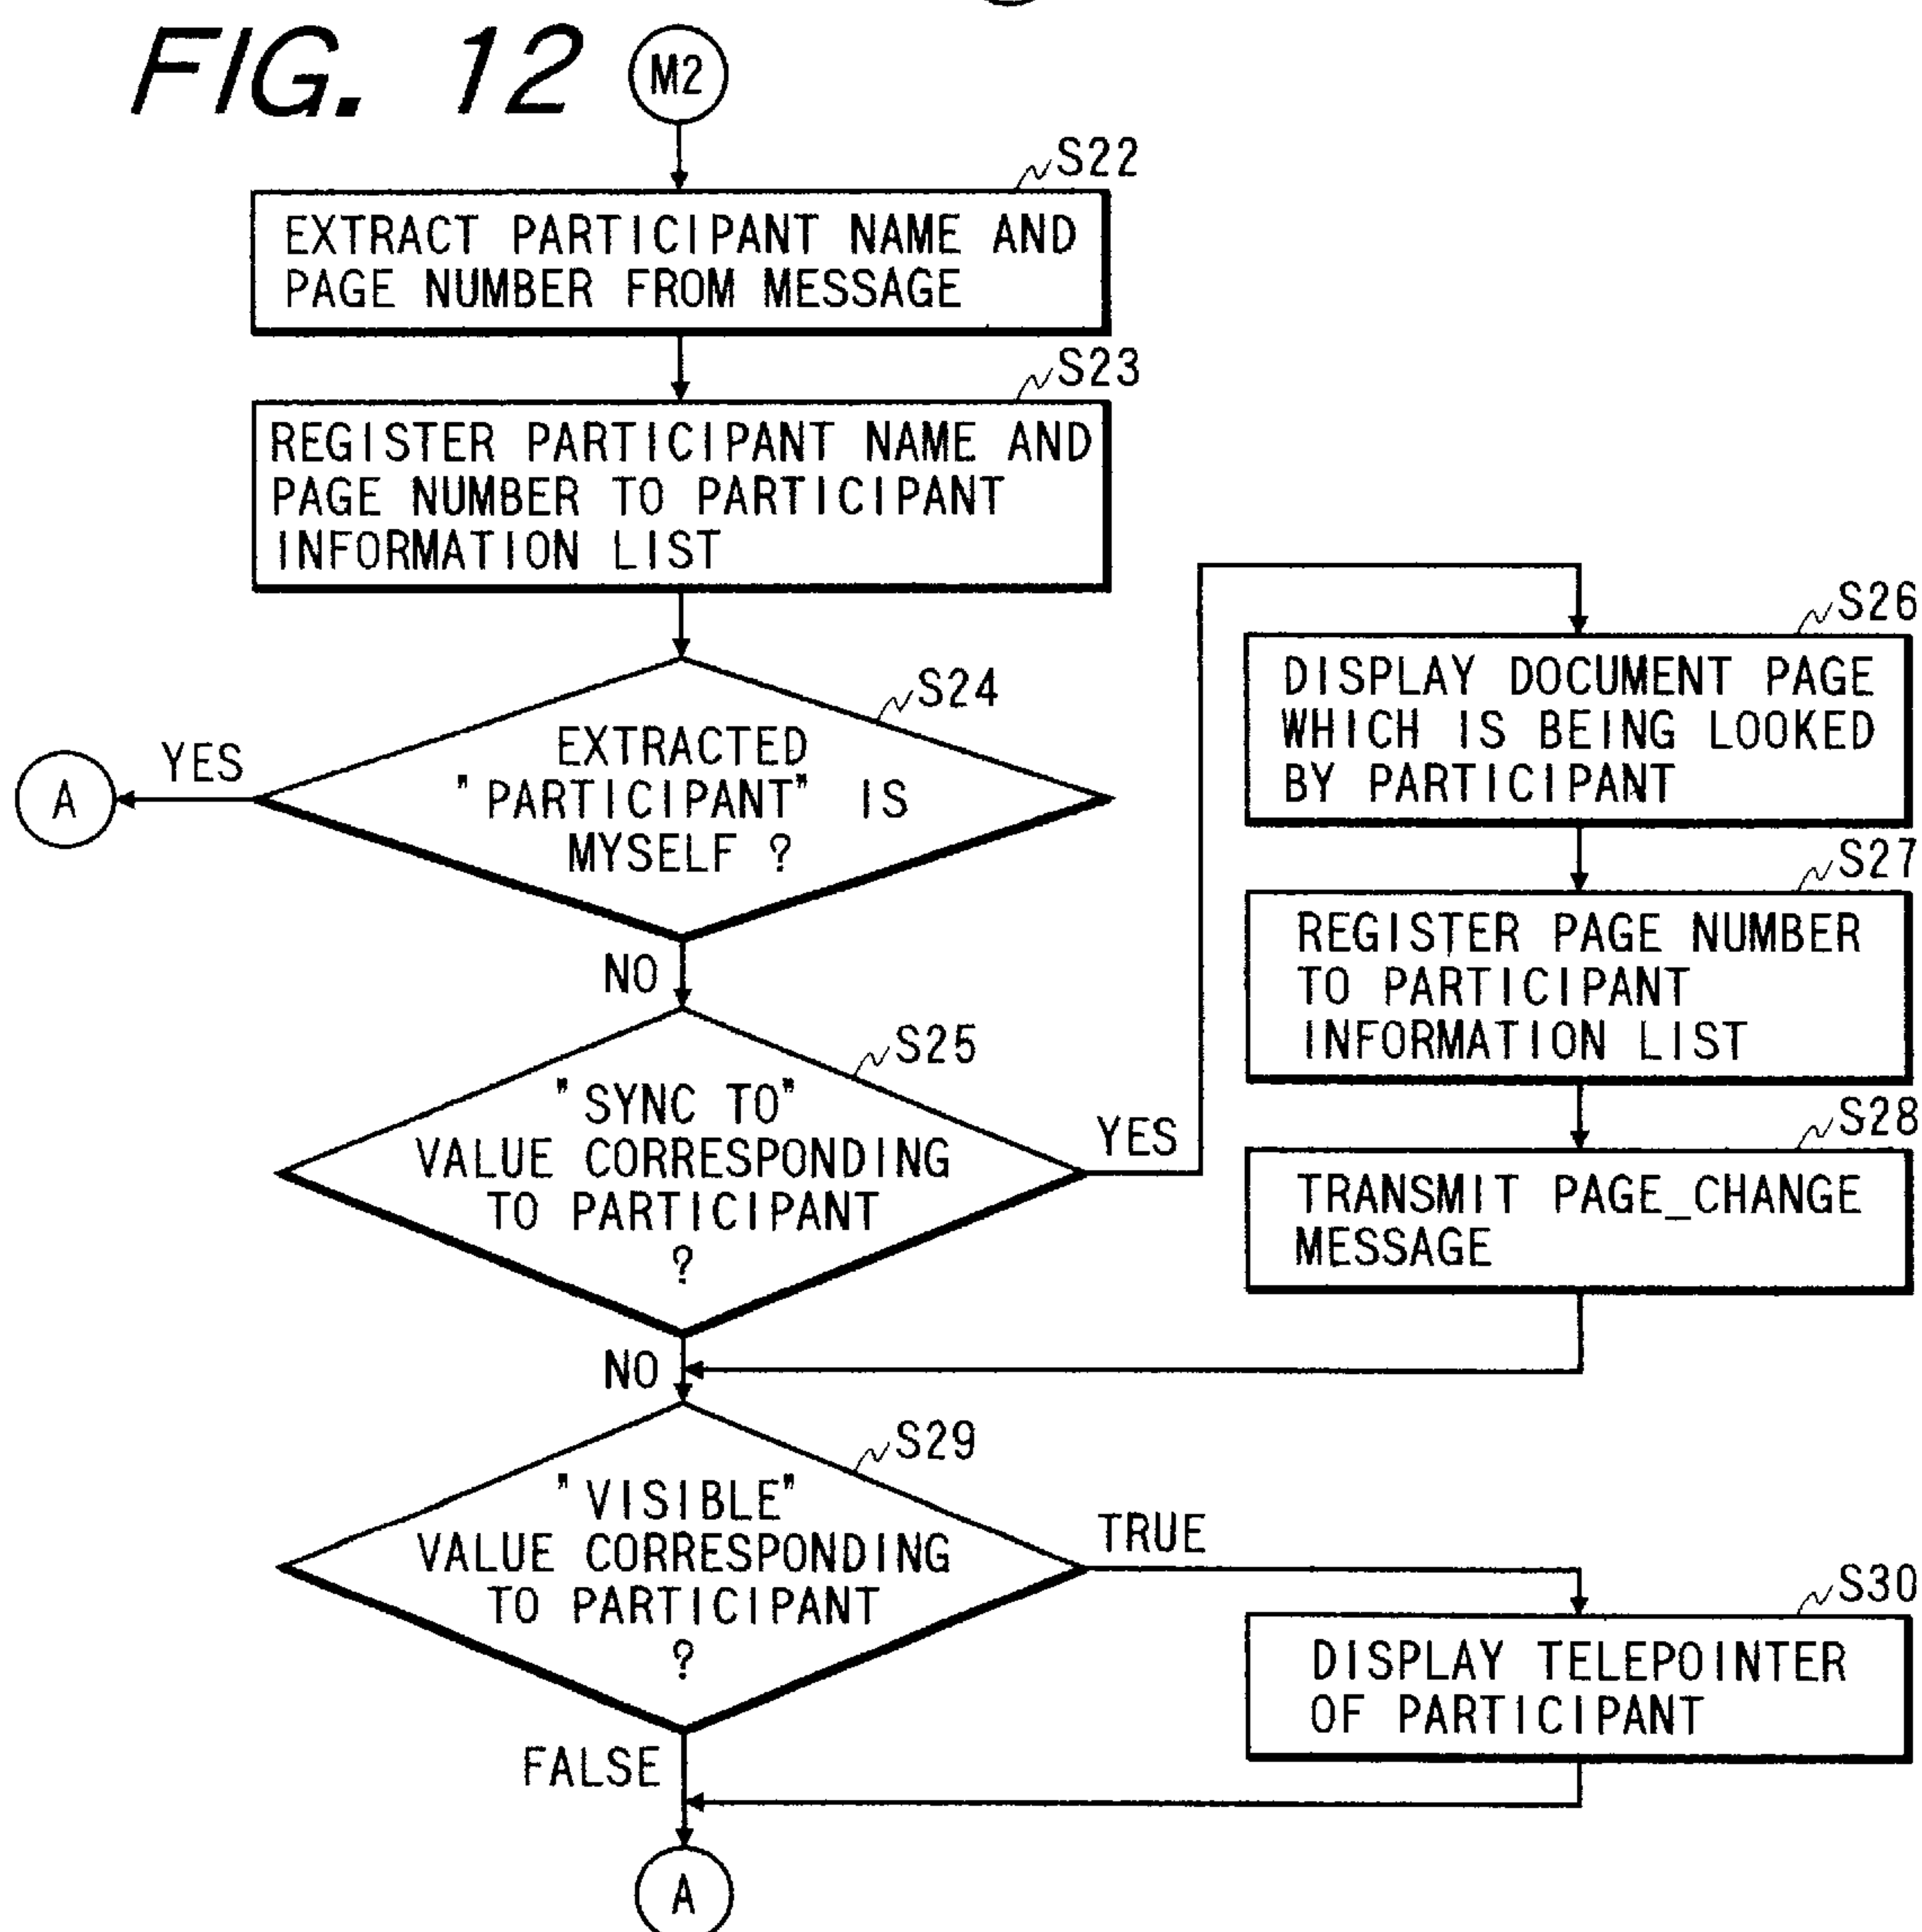 FIG. 12
M2
S22
EXTRACT PARTICIPANT NAME AND
PAGE NUMBER FROM MESSAGE
S23
REGISTER PARTICIPANT NAME AND
PAGE NUMBER TO PARTICIPANT
INFORMATION LIST
S24
EXTRACTED
"PARTICIPANT" IS
MYSELF ?
YES
A
NO
S25
"SYNC TO"
VALUE CORRESPONDING
TO PARTICIPANT
?
YES
S26
DISPLAY DOCUMENT PAGE
WHICH IS BEING LOOKED
BY PARTICIPANT
S27
REGISTER PAGE NUMBER
TO PARTICIPANT
INFORMATION LIST
S28
TRANSMIT PAGE_CHANGE
MESSAGE
NO
S29
"VISIBLE"
VALUE CORRESPONDING
TO PARTICIPANT
?
TRUE
S30
DISPLAY TELEPOINTER
OF PARTICIPANT
FALSE
A